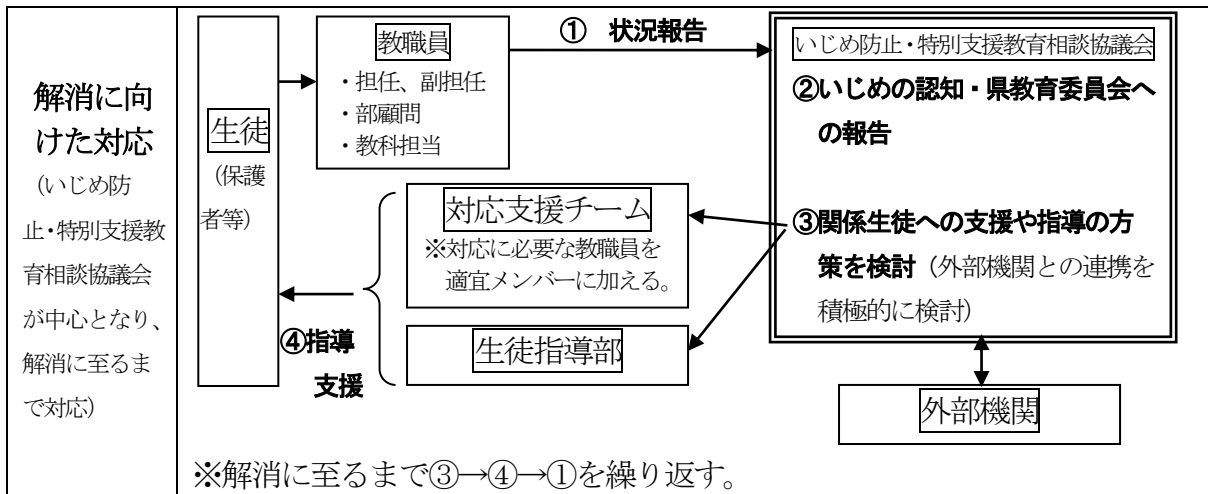 解消に向
けた対応
（いじめ防
止・特別支援教
育相談協議会
が中心となり、
解消に至るま
で対応）
生徒
（保護
者等）
教職員
・担任、副担任
・部顧問
・教科担当
① 状況報告
いじめ防止・特別支援教育相談協議会
②いじめの認知・県教育委員会へ
の報告
③関係生徒への支援や指導の方
策を検討（外部機関との連携を
積極的に検討）
対応支援チーム
※対応に必要な教職員を
適宜メンバーに加える。
④指導
支援
生徒指導部
外部機関
※解消に至るまで③→④→①を繰り返す。